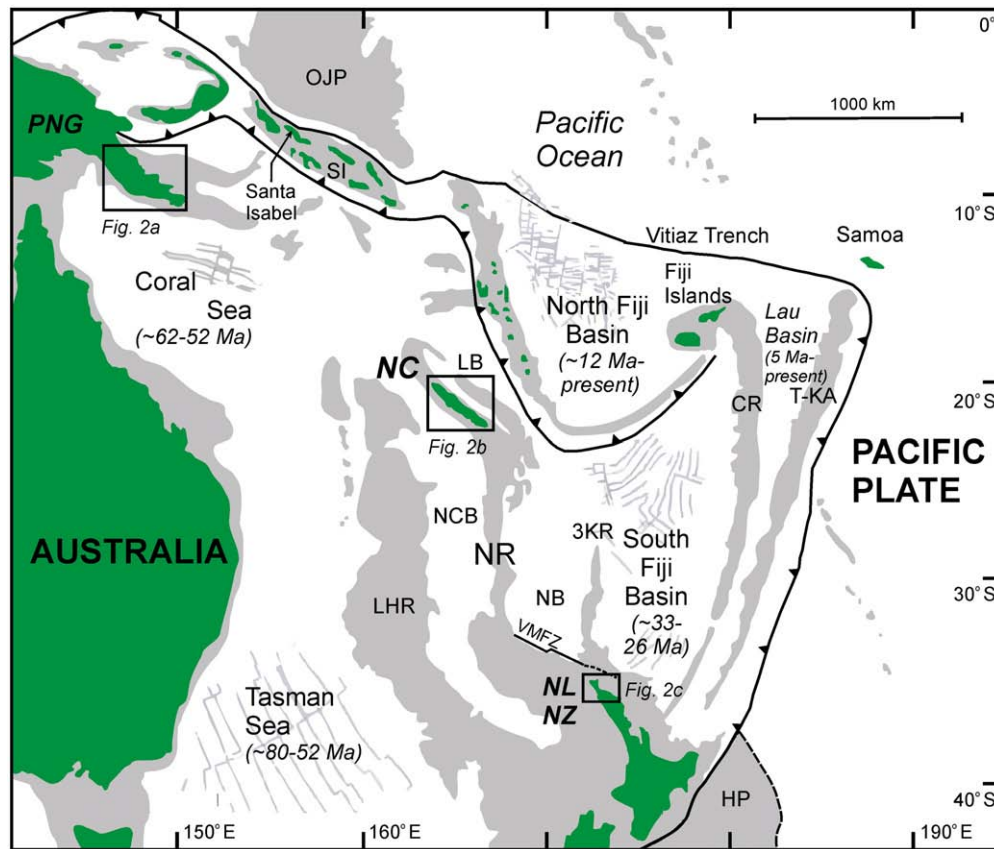 0°
OJP
1000 km
PNG
Pacific
Ocean
SI
Santa
Isabel
10°S
Fig. 2a
Vitiaz Trench
Samoa
Coral
Sea
(~62-52 Ma)
Fiji
Islands
North Fiji
Basin
(~12 Ma-
present)
Lau
Basin
(5 Ma-
present)
NC
LB
T-KA
CR
20°S
Fig. 2b
PACIFIC
PLATE
NCB
NR
3KR
South
Fiji
Basin
(~33-
26 Ma)
AUSTRALIA
30°S
LHR
NB
VMFZ
NL
NZ
Fig. 2c
Tasman
Sea
(~80-52 Ma)
HP
40°S
150°E
160°E
190°E